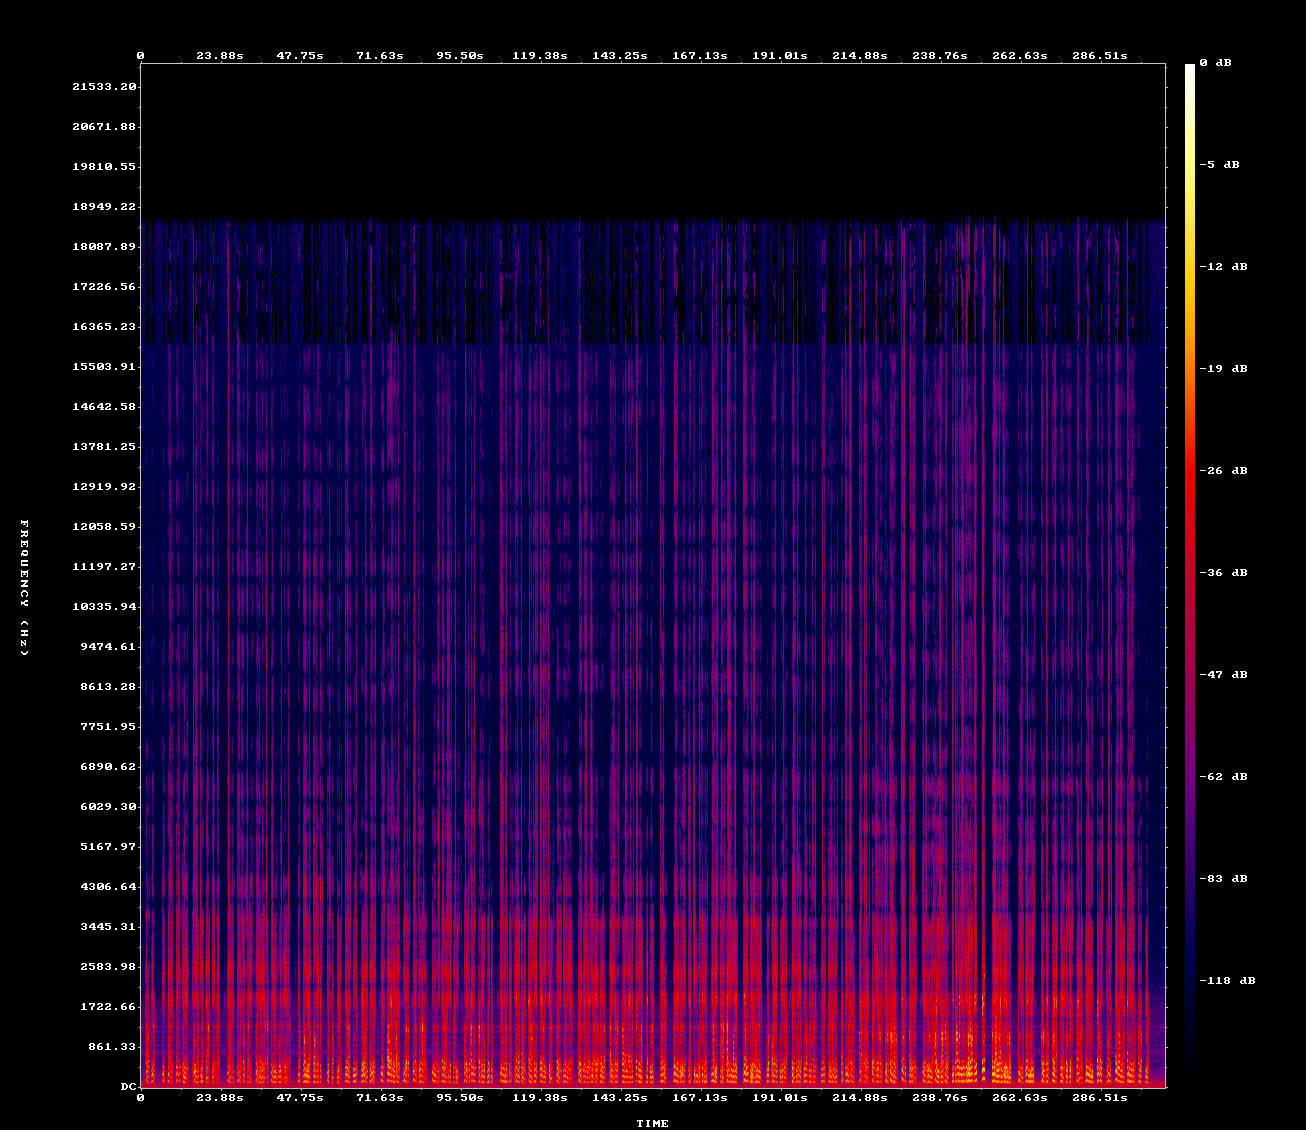 0 23.88s 47.75s 71.63s 95.50s 119.38s 143.25s 167.13s 191.01s 214.88s 238.76s 262.63s 286.51s
0 dB
21533.20
20671.88
19810.55
-5 dB
18949.22
18087.89
-12 dB
17226.56
16365.23
15503.91
-19 dB
14642.58
13781.25
-26 dB
12919.92
12058.59
11197.27
-36 dB
10335.94
9474.61
-47 dB
8613.28
7751.95
6890.62
-62 dB
6029.30
5167.97
4306.64
-83 dB
3445.31
2583.98
-118 dB
1722.66
861.33
DC
FREQUENCY (Hz)
0 23.88s 47.75s 71.63s 95.50s 119.38s 143.25s 167.13s 191.01s 214.88s 238.76s 262.63s 286.51s
TIME